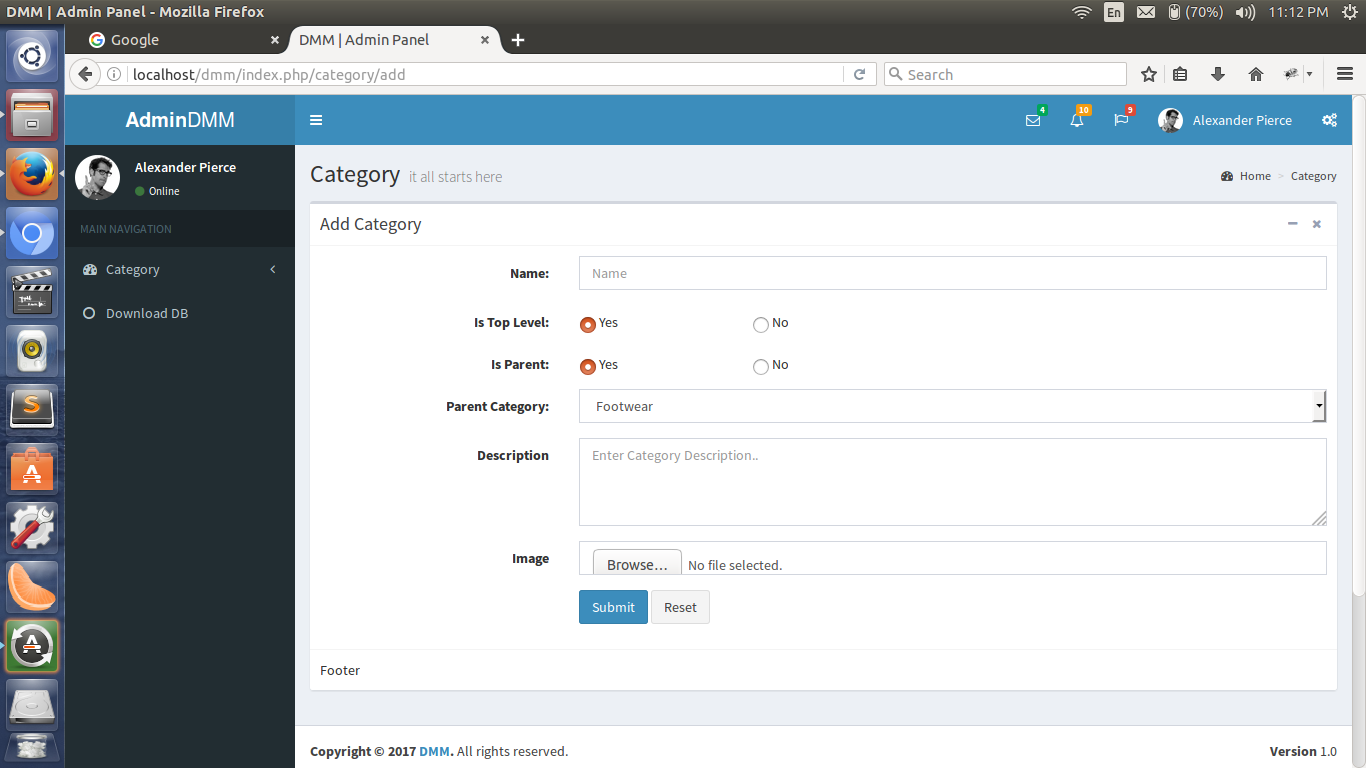 DMM | Admin Panel - Mozilla Firefox
En
(70%)
11:12 PM
Google
DMM | Admin Panel
localhost/dmm/index.php/category/add
Search
AdminDMM
4
10
9
Alexander Pierce
Alexander Pierce
Online
MAIN NAVIGATION
Category
Download DB
Category it all starts here
Home > Category
Add Category
Name:
Name
Is Top Level:
Yes
No
Is Parent:
Yes
No
Parent Category:
Footwear
Description
Enter Category Description..
Image
Browse...
No file selected.
Submit
Reset
Footer
Copyright © 2017 DMM. All rights reserved.
Version 1.0